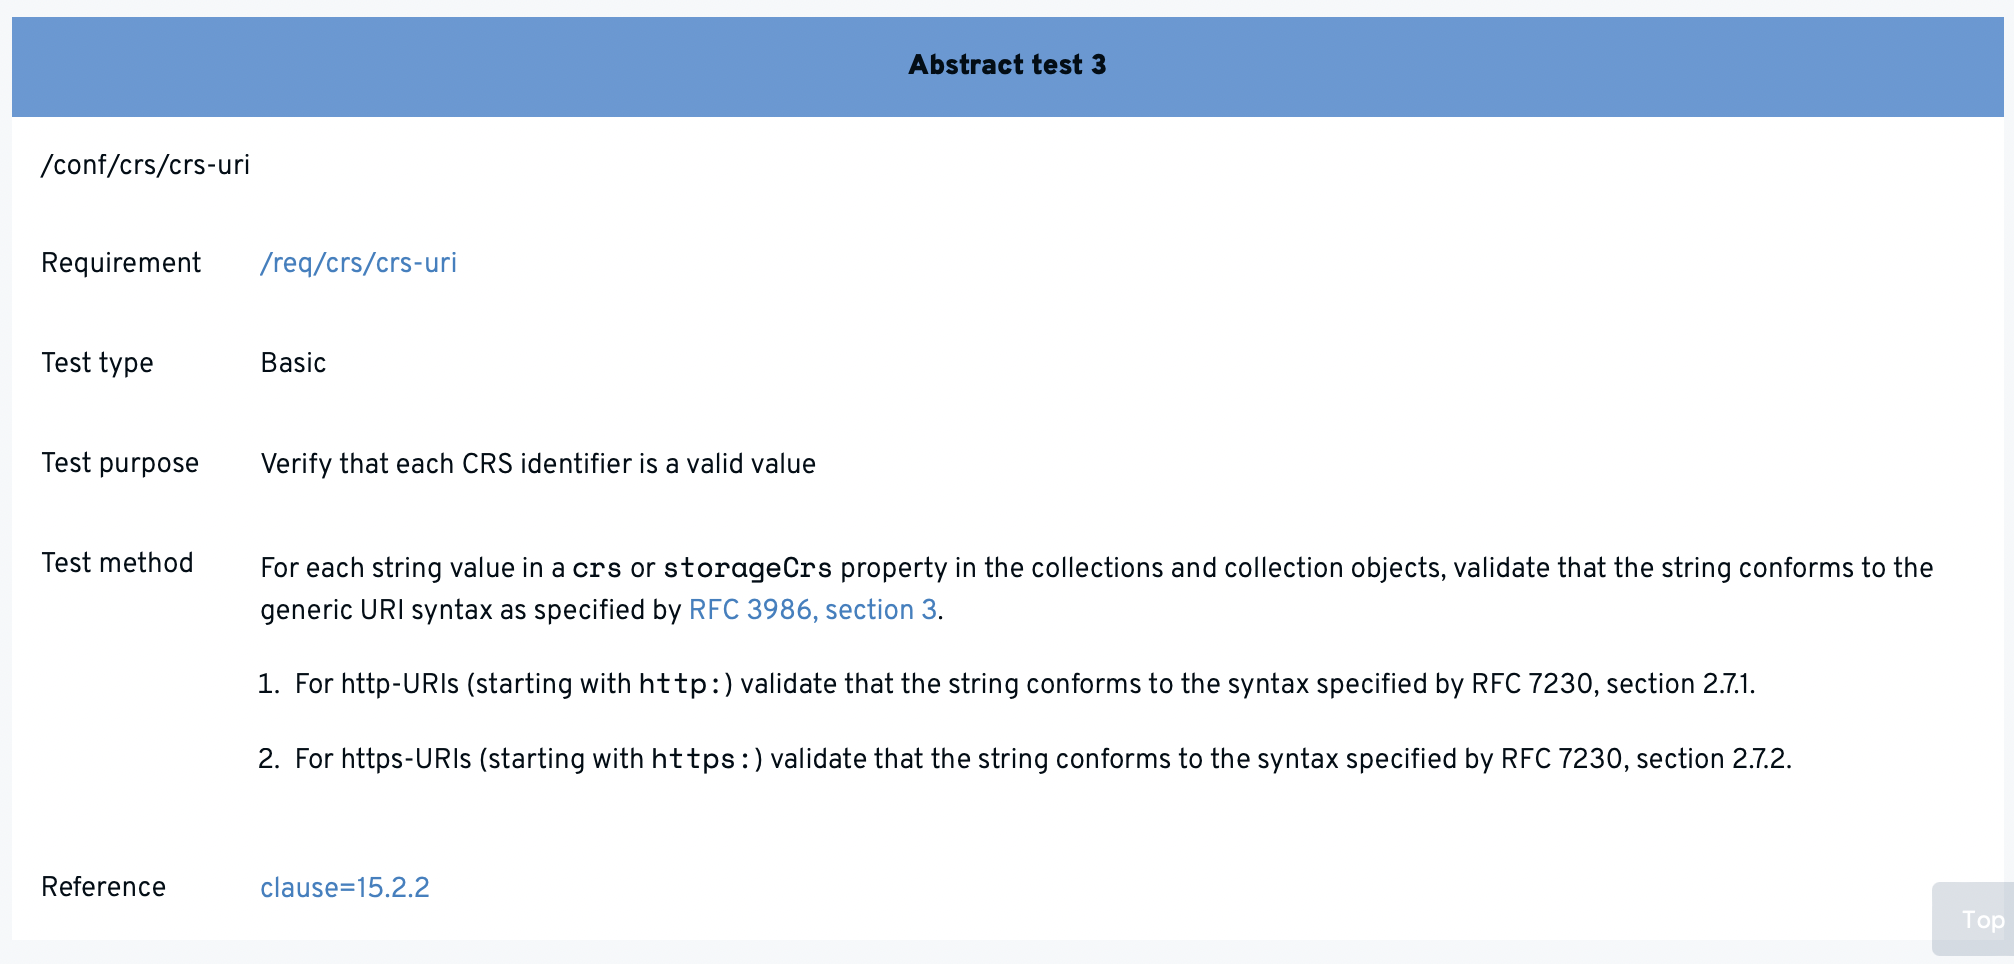 Abstract test 3
/conf/crs/crs-uri
Requirement /req/crs/crs-uri
Test type Basic
Test purpose Verify that each CRS identifier is a valid value
Test method For each string value in a crs or storageCrs property in the collections and collection objects, validate that the string conforms to the
generic URI syntax as specified by RFC 3986, section 3.
1. For http-URIs (starting with http:) validate that the string conforms to the syntax specified by RFC 7230, section 2.7.1.
2. For https-URIs (starting with https:) validate that the string conforms to the syntax specified by RFC 7230, section 2.7.2.
Reference clause=15.2.2
Top